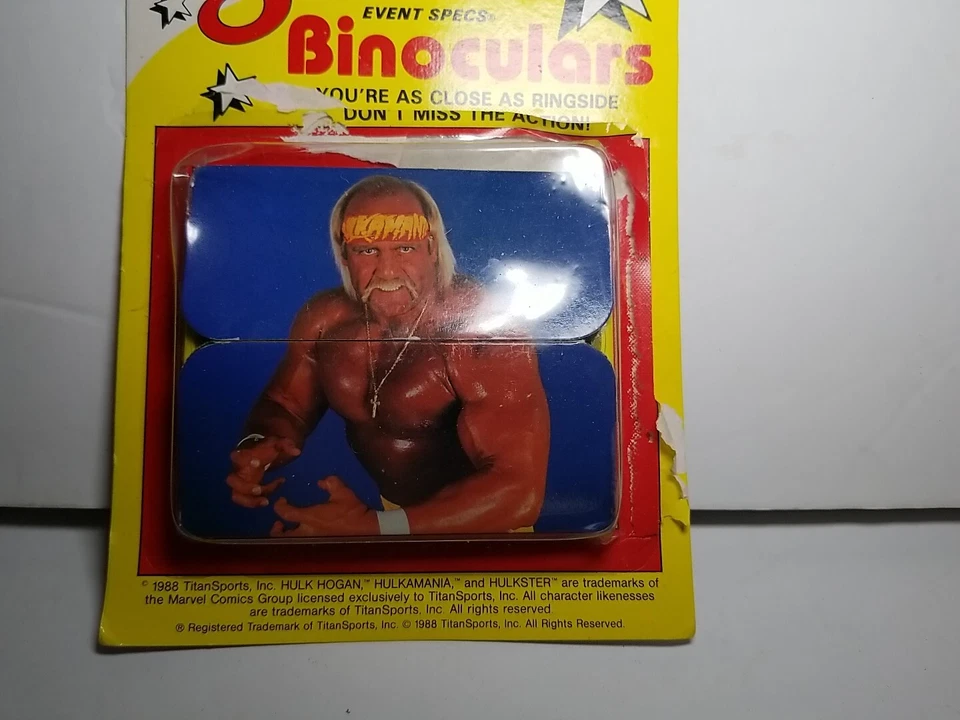 EVENT SPECS®
Binoculars
YOU'RE AS CLOSE AS RINGSIDE
DON'T MISS THE ACTION!
© 1988 TitanSports, Inc. HULK HOGAN,™ HULKAMANIA,™ and HULKSTER™ are trademarks of
the Marvel Comics Group licensed exclusively to TitanSports, Inc. All character likenesses
are trademarks of TitanSports, Inc. All rights reserved
® Registered Trademark of TitanSports, Inc. © 1988 TitanSports, Inc. All Rights Reserved.